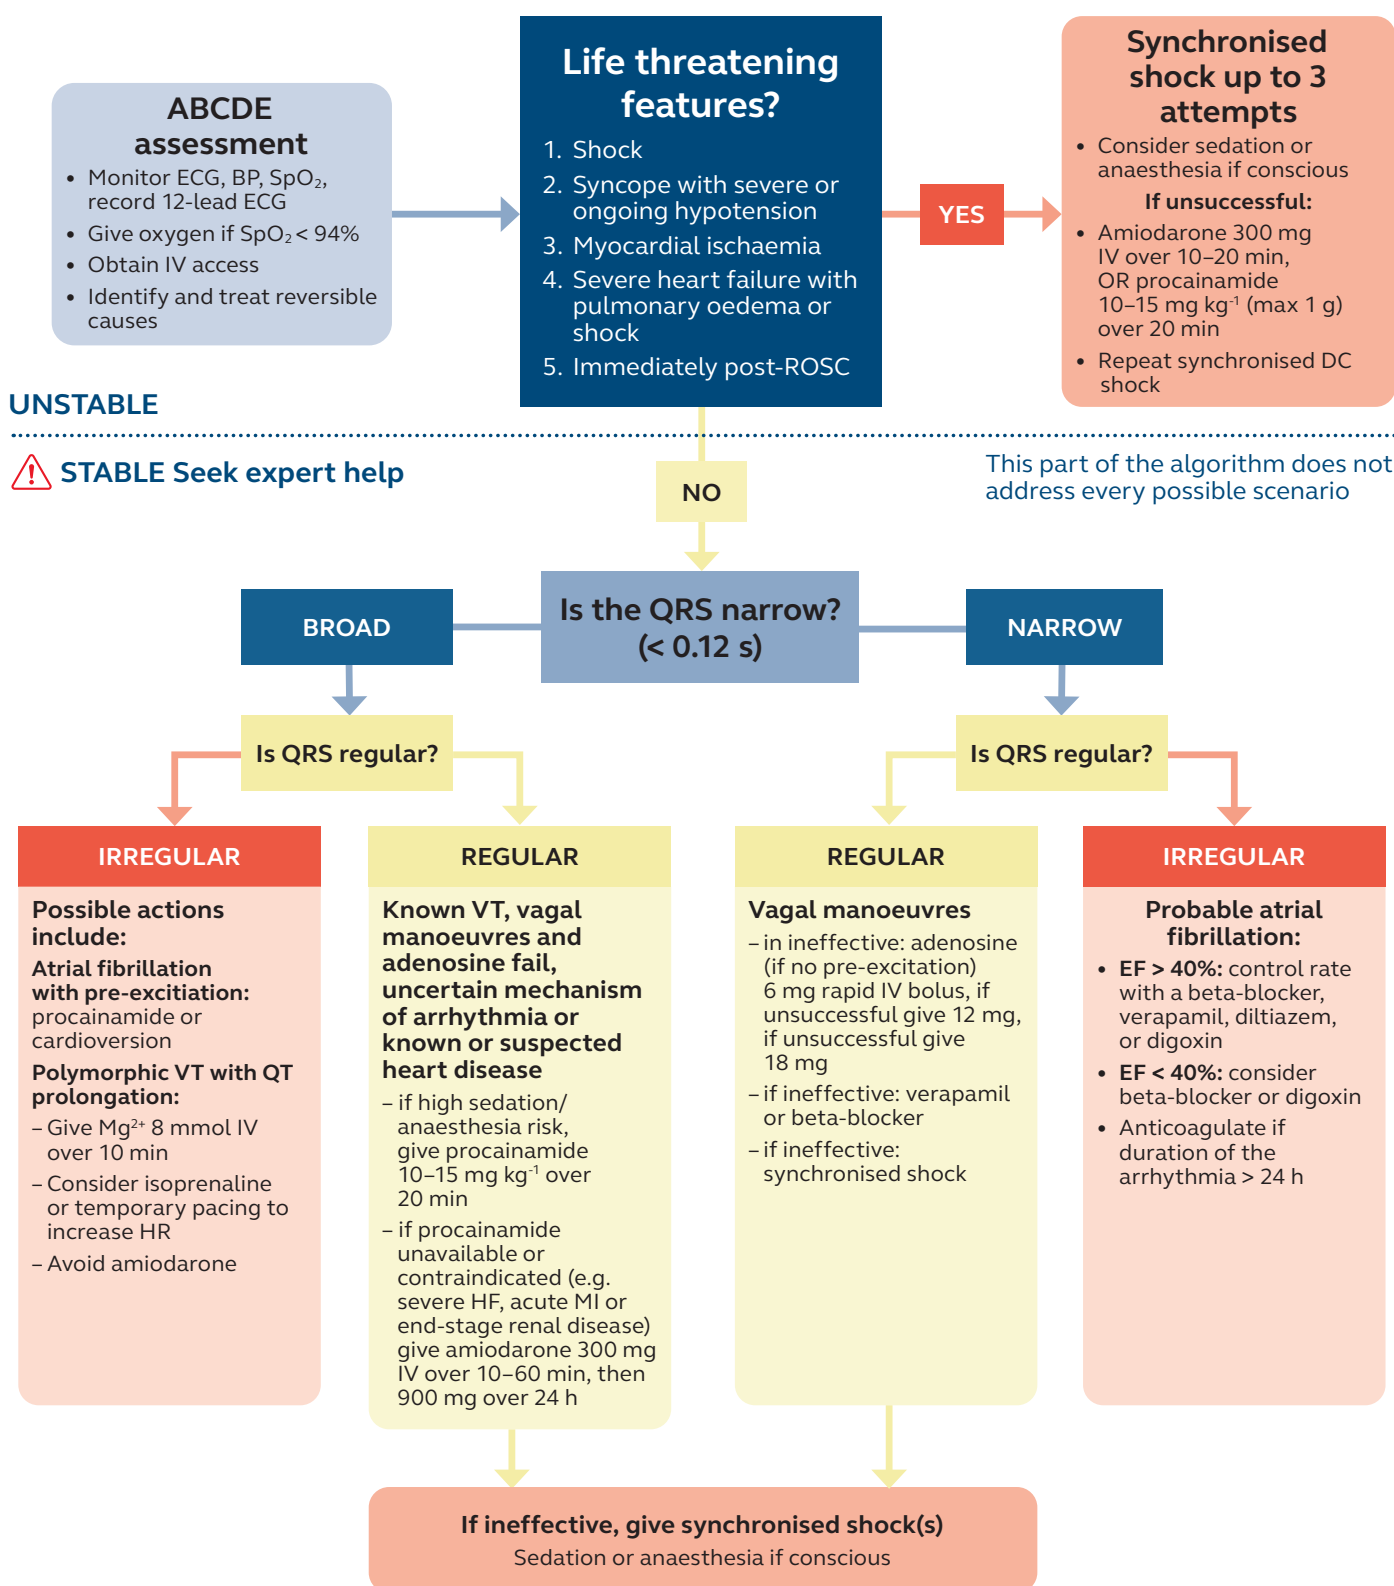 ABCDE
assessment
• Monitor ECG, BP, SpO₂,
record 12-lead ECG
• Give oxygen if SpO₂ < 94%
• Obtain IV access
• Identify and treat reversible
causes
Life threatening
features?
1. Shock
2. Syncope with severe or
ongoing hypotension
3. Myocardial ischaemia
4. Severe heart failure with
pulmonary oedema or
shock
5. Immediately post-ROSC
YES
Synchronised
shock up to 3
attempts
• Consider sedation or
anaesthesia if conscious
If unsuccessful:
• Amiodarone 300 mg
IV over 10–20 min,
OR procainamide
10–15 mg kg⁻¹ (max 1 g)
over 20 min
• Repeat synchronised DC
shock
UNSTABLE
STABLE Seek expert help
This part of the algorithm does not
address every possible scenario
NO
Is the QRS narrow?
(< 0.12 s)
BROAD
NARROW
Is QRS regular?
Is QRS regular?
IRREGULAR
Possible actions
include:
Atrial fibrillation
with pre-excitiation:
procainamide or
cardioversion
Polymorphic VT with QT
prolongation:
– Give Mg²⁺ 8 mmol IV
over 10 min
– Consider isoprenaline
or temporary pacing to
increase HR
– Avoid amiodarone
REGULAR
Known VT, vagal
manoeuvres and
adenosine fail,
uncertain mechanism
of arrhythmia or
known or suspected
heart disease
– if high sedation/
anaesthesia risk,
give procainamide
10–15 mg kg⁻¹ over
20 min
– if procainamide
unavailable or
contraindicated (e.g.
severe HF, acute MI or
end-stage renal disease)
give amiodarone 300 mg
IV over 10–60 min, then
900 mg over 24 h
REGULAR
Vagal manoeuvres
– in ineffective: adenosine
(if no pre-excitation)
6 mg rapid IV bolus, if
unsuccessful give 12 mg,
if unsuccessful give
18 mg
– if ineffective: verapamil
or beta-blocker
– if ineffective:
synchronised shock
IRREGULAR
Probable atrial
fibrillation:
• EF > 40%: control rate
with a beta-blocker,
verapamil, diltiazem,
or digoxin
• EF < 40%: consider
beta-blocker or digoxin
• Anticoagulate if
duration of the
arrhythmia > 24 h
If ineffective, give synchronised shock(s)
Sedation or anaesthesia if conscious